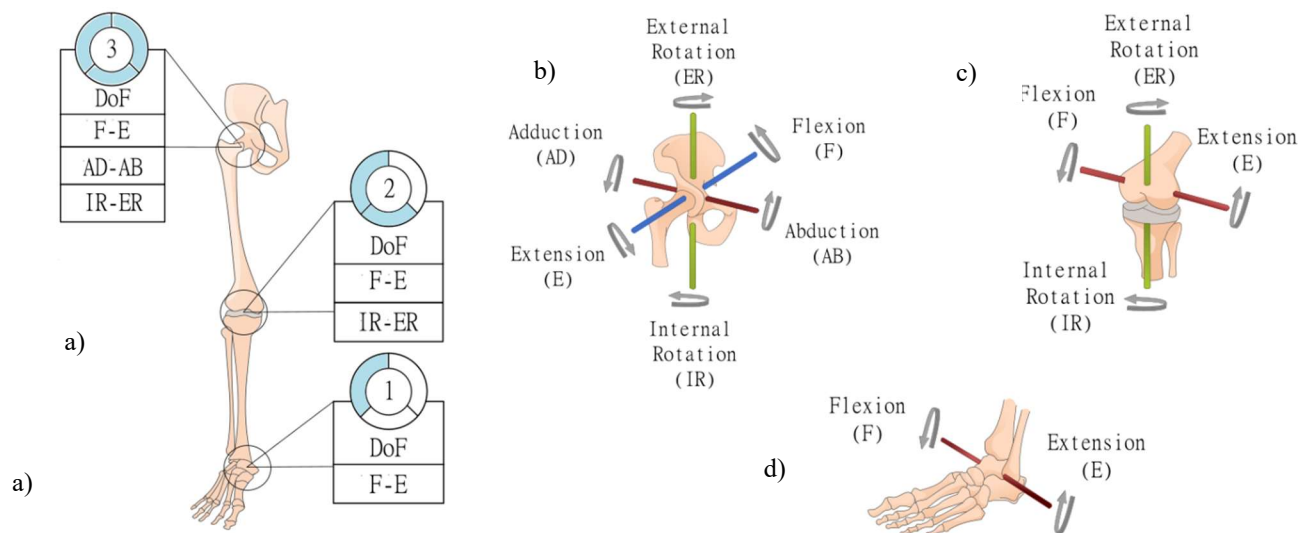 3
DoF
F-E
AD-AB
IR-ER
2
DoF
F-E
IR-ER
1
DoF
F-E
a)
a)
b)
External
Rotation
(ER)
Adduction
(AD)
Flexion
(F)
Extension
(E)
Abduction
(AB)
Internal
Rotation
(IR)
c)
External
Rotation
(ER)
Flexion
(F)
Extension
(E)
Internal
Rotation
(IR)
d)
Flexion
(F)
Extension
(E)